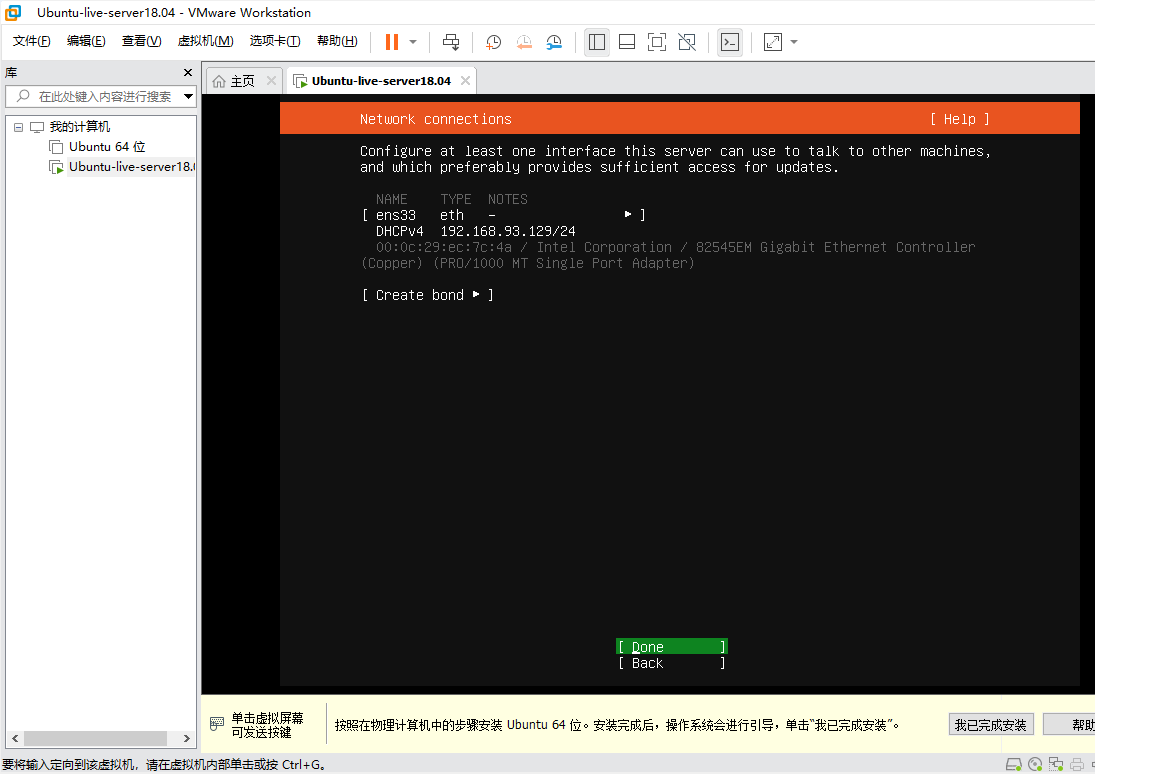 Ubuntu-live-server18.04 - VMware Workstation
文件(F) 编辑(E) 查看(V) 虚拟机(M) 选项卡(T) 帮助(H)
库
在此处键入内容进行搜索
我的计算机
Ubuntu 64 位
Ubuntu-live-server18.0
主页
Ubuntu-live-server18.04
Network connections [ Help ]
Configure at least one interface this server can use to talk to other machines,
and which preferably provides sufficient access for updates.
NAME TYPE NOTES
[ ens33 eth - ▸ ]
DHCPv4 192.168.93.129/24
00:0c:29:ec:7c:4a / Intel Corporation / 82545EM Gigabit Ethernet Controller
(Copper) (PRO/1000 MT Single Port Adapter)
[ Create bond ▸ ]
[ Done ]
[ Back ]
单击虚拟屏幕
可发送按键
按照在物理计算机中的步骤安装 Ubuntu 64 位。安装完成后，操作系统会进行引导，单击“我已完成安装”。
我已完成安装
帮助
要将输入定向到该虚拟机，请在虚拟机内部单击或按 Ctrl+G。